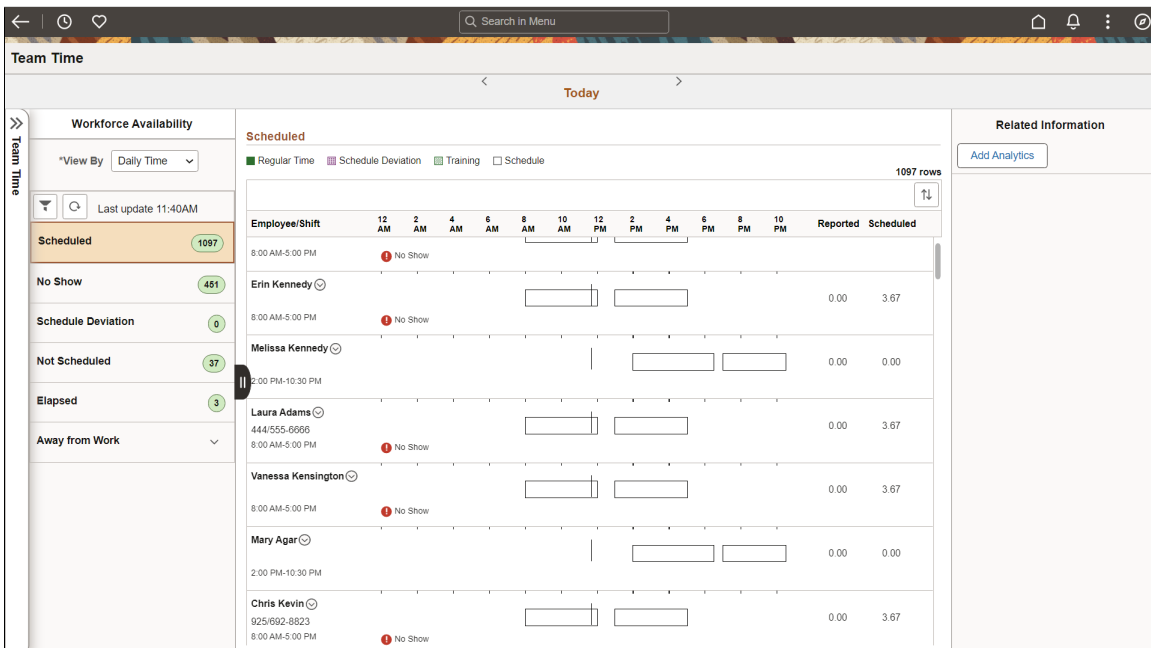 Search in Menu
Team Time
Today
Team Time
Workforce Availability
*View By Daily Time
Last update 11:40AM
Scheduled 1097
No Show 451
Schedule Deviation 0
Not Scheduled 37
Elapsed 3
Away from Work
Scheduled
Regular Time Schedule Deviation Training Schedule
1097 rows
Employee/Shift 12 AM 2 AM 4 AM 6 AM 8 AM 10 AM 12 PM 2 PM 4 PM 6 PM 8 PM 10 PM Reported Scheduled
8:00 AM-5:00 PM No Show
Erin Kennedy
0.00 3.67
8:00 AM-5:00 PM No Show
Melissa Kennedy
0.00 0.00
2:00 PM-10:30 PM
Laura Adams
444/555-6666 0.00 3.67
8:00 AM-5:00 PM No Show
Vanessa Kensington
0.00 3.67
8:00 AM-5:00 PM No Show
Mary Agar
0.00 0.00
2:00 PM-10:30 PM
Chris Kevin
925/692-8823 0.00 3.67
8:00 AM-5:00 PM No Show
Related Information
Add Analytics